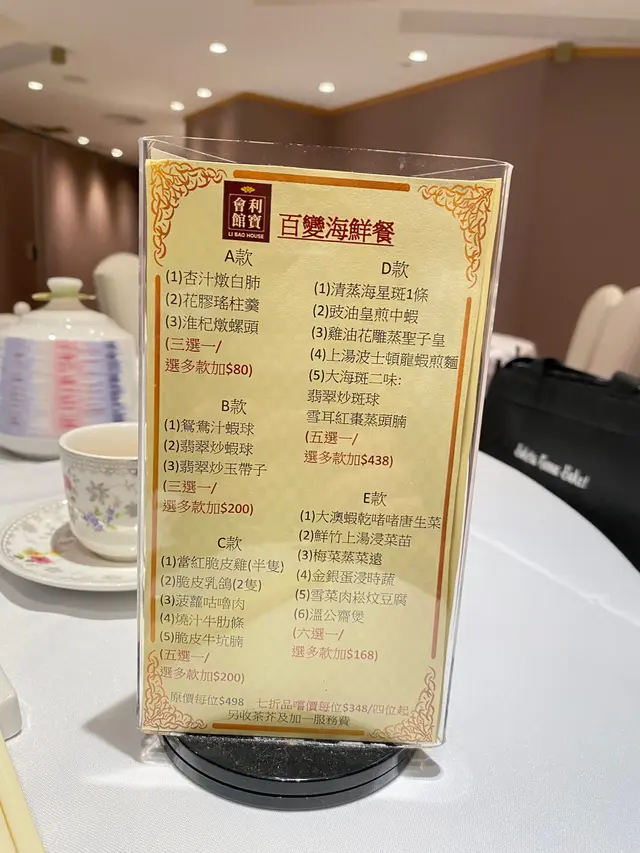 會利
館寶
LI BAO HOUSE
百變海鮮餐
A款
(1)杏汁燉白肺
(2)花膠瑤柱羹
(3)淮杞燉螺頭
(三選一/
選多款加$80)
B款
(1)鴛鴦汁蝦球
(2)翡翠炒蝦球
(3)翡翠炒玉帶子
(三選一/
選多款加$200)
C款
(1)當紅脆皮雞(半隻)
(2)脆皮乳鴿(2隻)
(3)菠蘿咕嚕肉
(4)燒汁牛肋條
(5)脆皮牛坑腩
(五選一/
選多款加$200)
D款
(1)清蒸海星斑1條
(2)豉油皇煎中蝦
(3)雞油花雕蒸聖子皇
(4)上湯波士頓龍蝦煎麵
(5)大海斑二味:
翡翠炒斑球
雪耳紅棗蒸頭腩
(五選一/
選多款加$438)
E款
(1)大澳蝦乾啫啫唐生菜
(2)鮮竹上湯浸菜苗
(3)梅菜蒸菜遠
(4)金銀蛋浸時蔬
(5)雪菜肉崧炆豆腐
(6)溫公齋煲
(六選一/
選多款加$168)
原價每位$498 七折品嚐價每位$348/四位起
另收茶芥及加一服務費